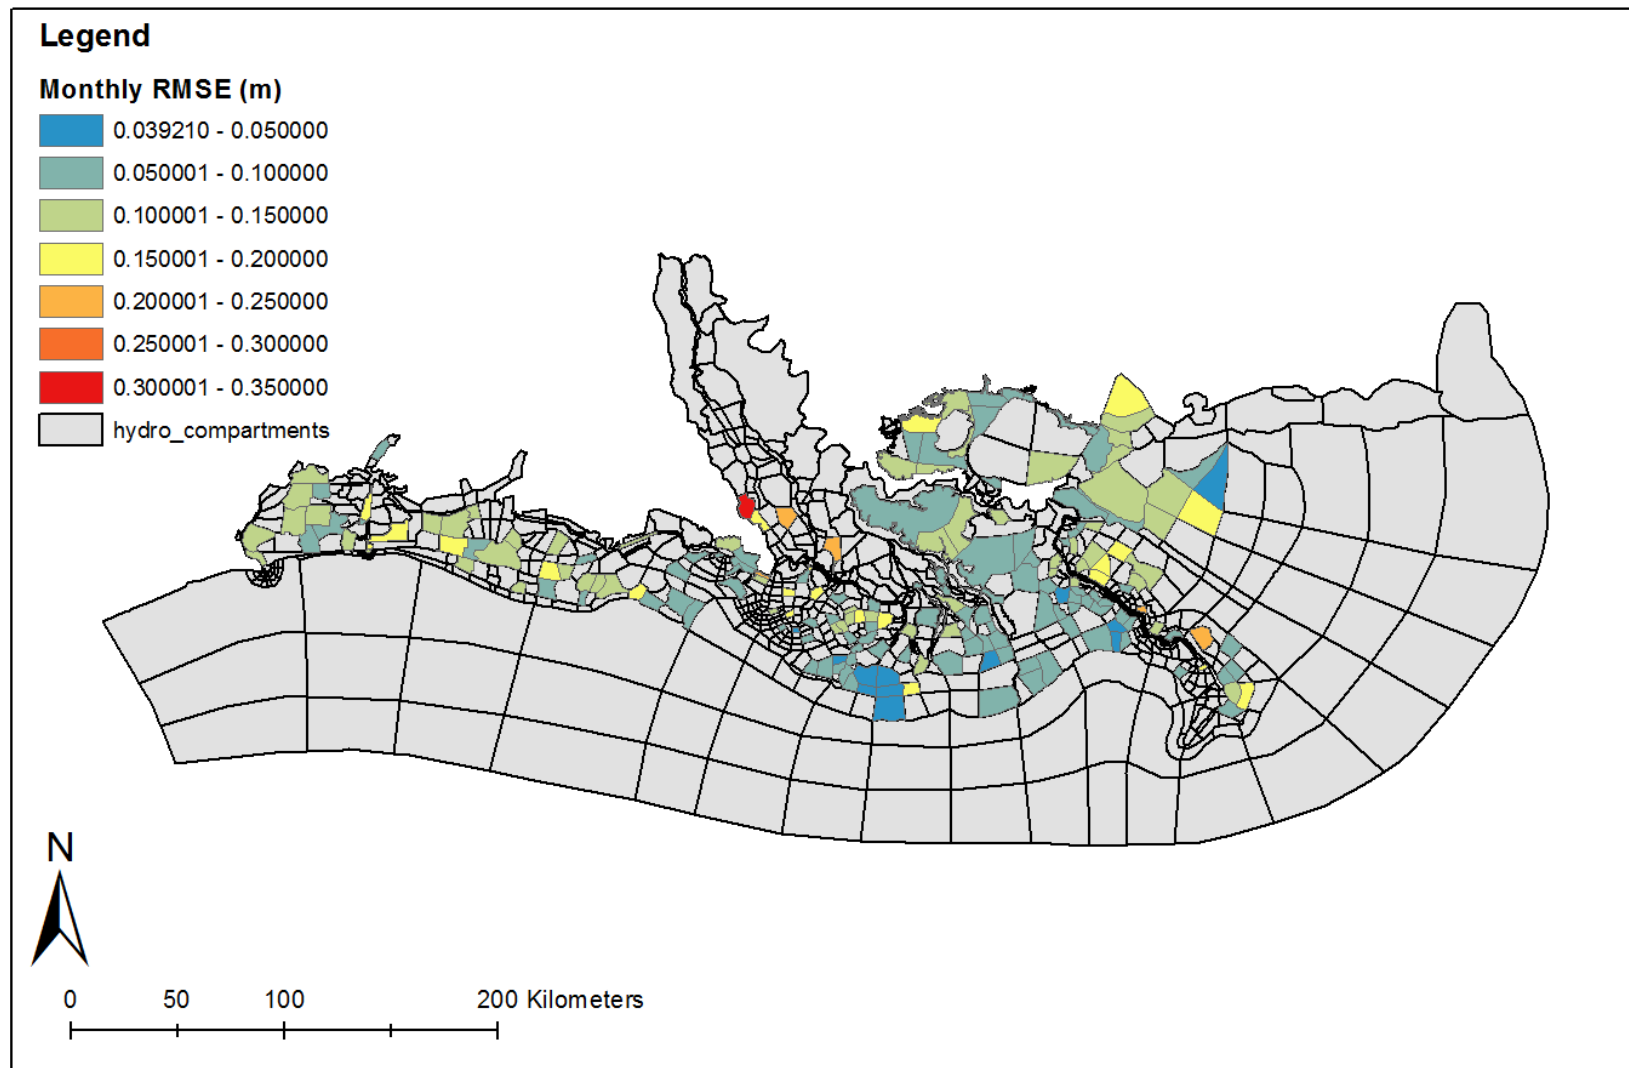 Legend
Monthly RMSE (m)
0.039210 - 0.050000
0.050001 - 0.100000
0.100001 - 0.150000
0.150001 - 0.200000
0.200001 - 0.250000
0.250001 - 0.300000
0.300001 - 0.350000
hydro_compartments
N
0 50 100 200 Kilometers